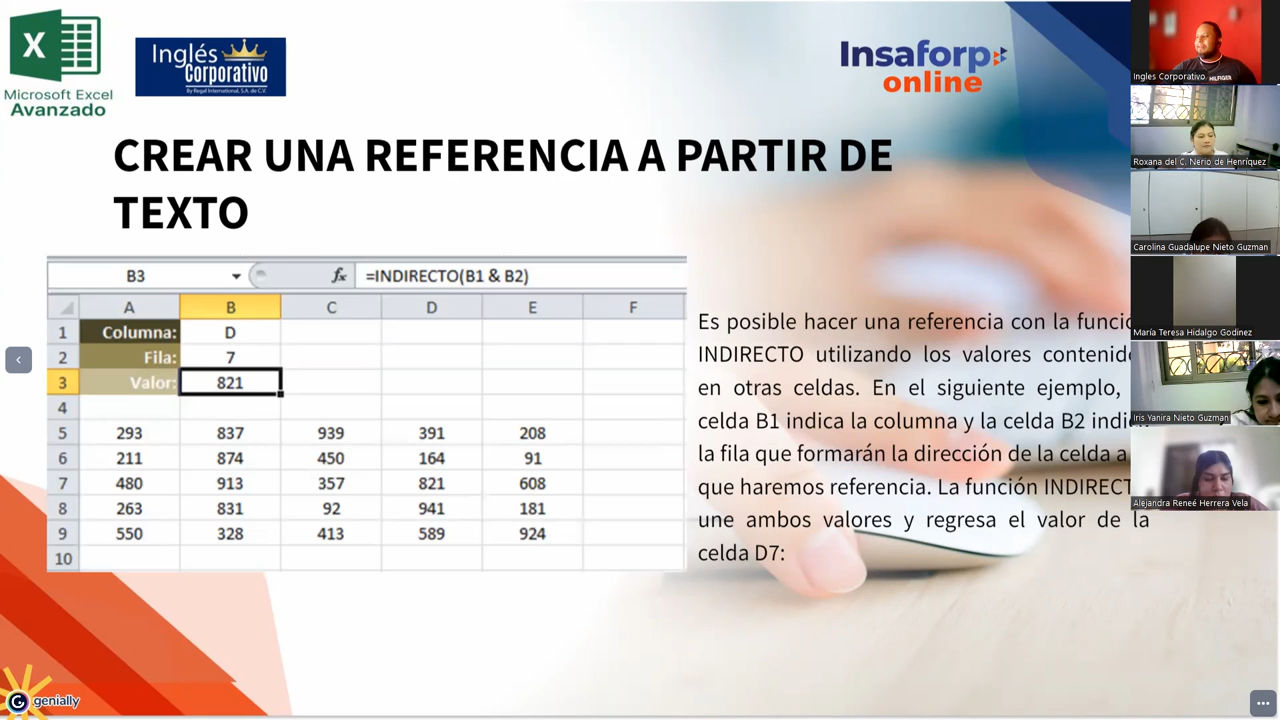 Microsoft Excel
Avanzado
Inglés
Corporativo
By Regal International, S.A. de C.V.
Insaforp
online
CREAR UNA REFERENCIA A PARTIR DE
TEXTO
B3 fx =INDIRECTO(B1 & B2)
A B C D E F
1 Columna: D
2 Fila: 7
3 Valor: 821
4
5 293 837 939 391 208
6 211 874 450 164 91
7 480 913 357 821 608
8 263 831 92 941 181
9 550 328 413 589 924
10
Es posible hacer una referencia con la
INDIRECTO utilizando los valores
en otras celdas. En el siguiente ejemplo,
celda B1 indica la columna y la celda B2
la fila que formarán la dirección de la celda a
que haremos referencia. La función
une ambos valores y regresa el valor de la
celda D7:
genially
HILFIGER
Ingles Corporativo
Roxana del C. Nerio de Henríquez
Carolina Guadalupe Nieto Guzman
María Teresa Hidalgo Godinez
Iris Yanira Nieto Guzman
Alejandra Reneé Herrera Vela